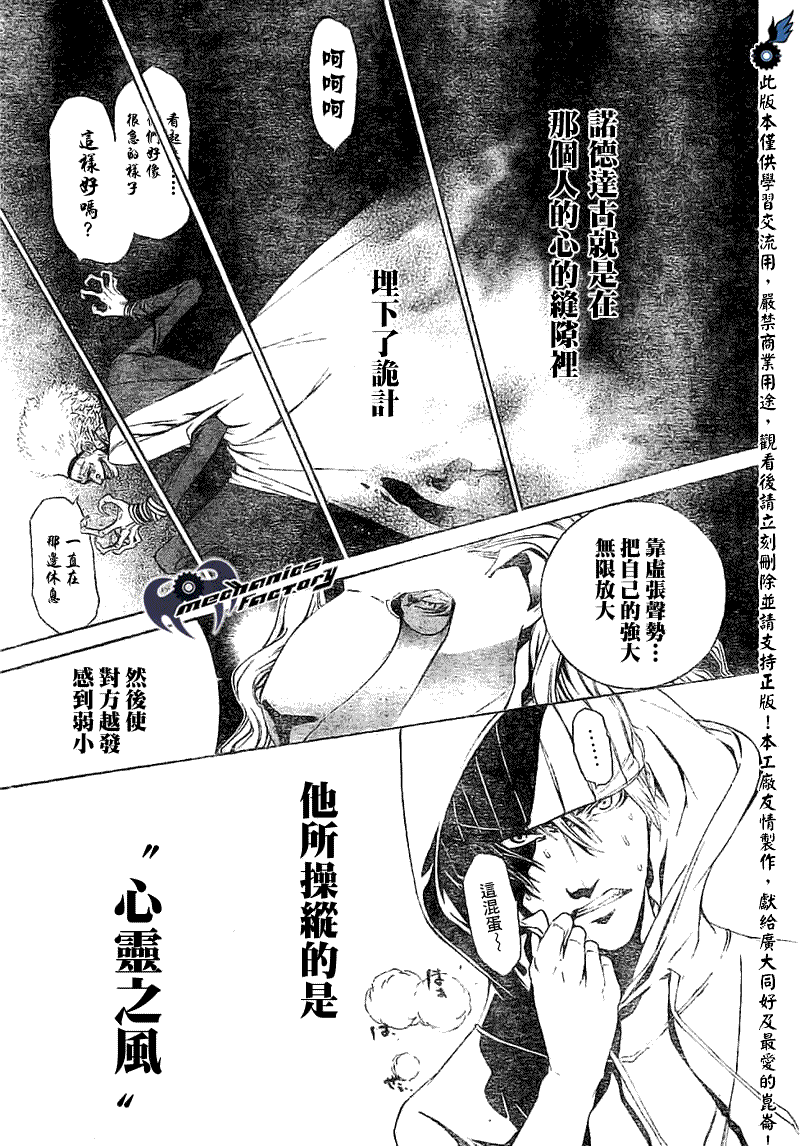 諾德達古就是在
那個人的心的縫隙裡
埋下了詭計
呵呵呵
看起……
們好像
很急的樣子
這樣好嗎？
一直在
那邊休息
靠虛張聲勢…
把自己的強大
無限放大
然後使
對方越發
感到弱小
……
這混蛋～
はぁ
は
他所操縱的是
〝心靈之風〟
mechanics
factory
此版本僅供學習交流用，嚴禁商業用途，觀看後請立刻刪除並請支持正版！本工廠友情製作，獻給廣大同好及最愛的崑崙！